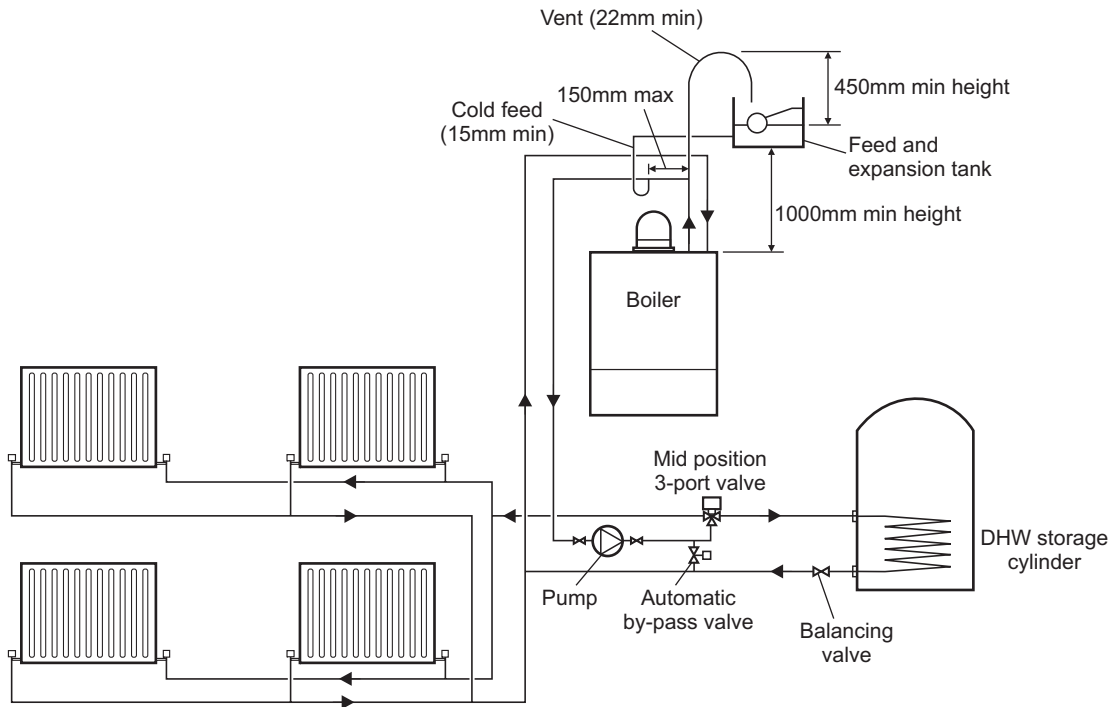 Vent (22mm min)
450mm min height
150mm max
Cold feed
(15mm min)
Feed and
expansion tank
1000mm min height
Boiler
Mid position
3-port valve
DHW storage
cylinder
Pump
Automatic
by-pass valve
Balancing
valve